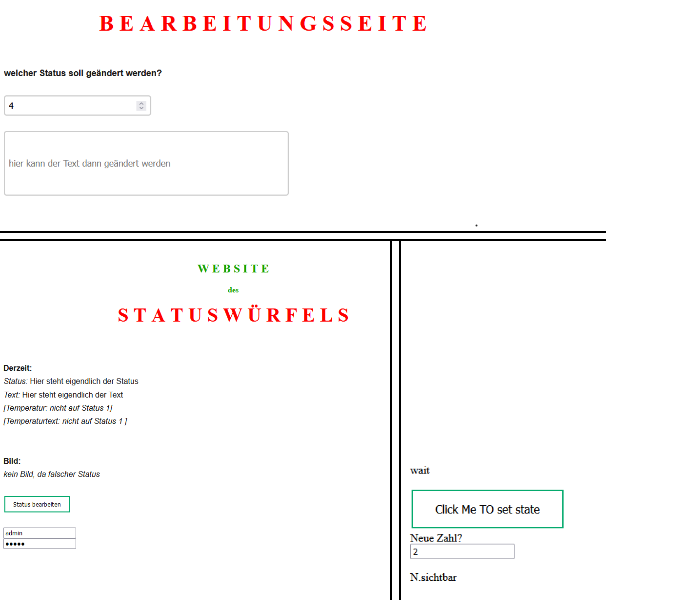 BEARBEITUNGSSEITE
welcher Status soll geändert werden?
4
hier kann der Text dann geändert werden
WEBSITE
des
STATUSWÜRFELS
Derzeit:
Status: Hier steht eigendlich der Status
Text: Hier steht eigendlich der Text
[Temperatur: nicht auf Status 1]
[Temperaturtext: nicht auf Status 1 ]
Bild:
kein Bild, da falscher Status
Status bearbeiten
admin
●●●●●
wait
Click Me TO set state
Neue Zahl?
2
N.sichtbar